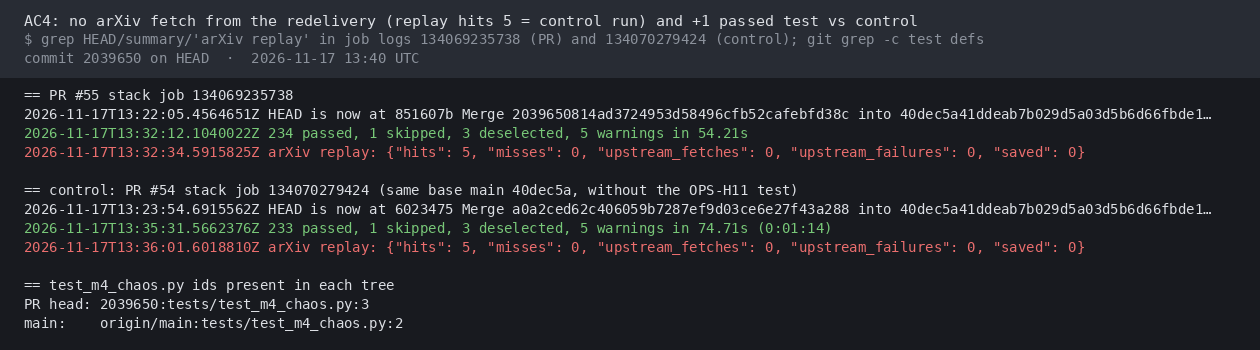 AC4: no arXiv fetch from the redelivery (replay hits 5 = control run) and +1 passed test vs control
$ grep HEAD/summary/'arXiv replay' in job logs 134069235738 (PR) and 134070279424 (control); git grep -c test defs
commit 2039650 on HEAD · 2026-11-17 13:40 UTC
== PR #55 stack job 134069235738
2026-11-17T13:22:05.4564651Z HEAD is now at 851607b Merge 2039650814ad3724953d58496cfb52cafebfd38c into 40dec5a41ddeab7b029d5a03d5b6d66fbde1…
2026-11-17T13:32:12.1040022Z 234 passed, 1 skipped, 3 deselected, 5 warnings in 54.21s
2026-11-17T13:32:34.5915825Z arXiv replay: {"hits": 5, "misses": 0, "upstream_fetches": 0, "upstream_failures": 0, "saved": 0}
== control: PR #54 stack job 134070279424 (same base main 40dec5a, without the OPS-H11 test)
2026-11-17T13:23:54.6915562Z HEAD is now at 6023475 Merge a0a2ced62c406059b7287ef9d03ce6e27f43a288 into 40dec5a41ddeab7b029d5a03d5b6d66fbde1…
2026-11-17T13:35:31.5662376Z 233 passed, 1 skipped, 3 deselected, 5 warnings in 74.71s (0:01:14)
2026-11-17T13:36:01.6018810Z arXiv replay: {"hits": 5, "misses": 0, "upstream_fetches": 0, "upstream_failures": 0, "saved": 0}
== test_m4_chaos.py ids present in each tree
PR head: 2039650:tests/test_m4_chaos.py:3
main: origin/main:tests/test_m4_chaos.py:2